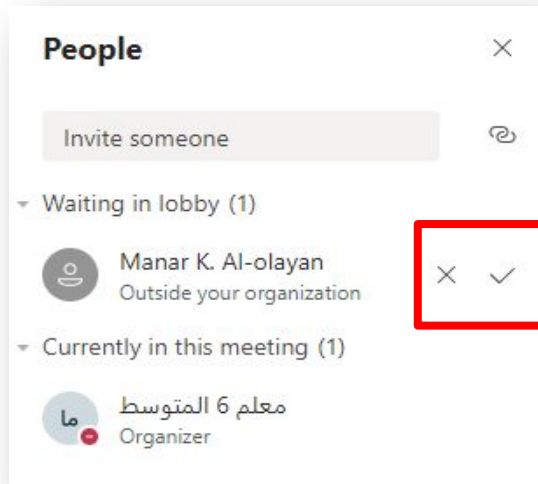 People
Invite someone
Waiting in lobby (1)
Manar K. Al-olayan
Outside your organization
Currently in this meeting (1)
معلم 6 المتوسط
ما
Organizer